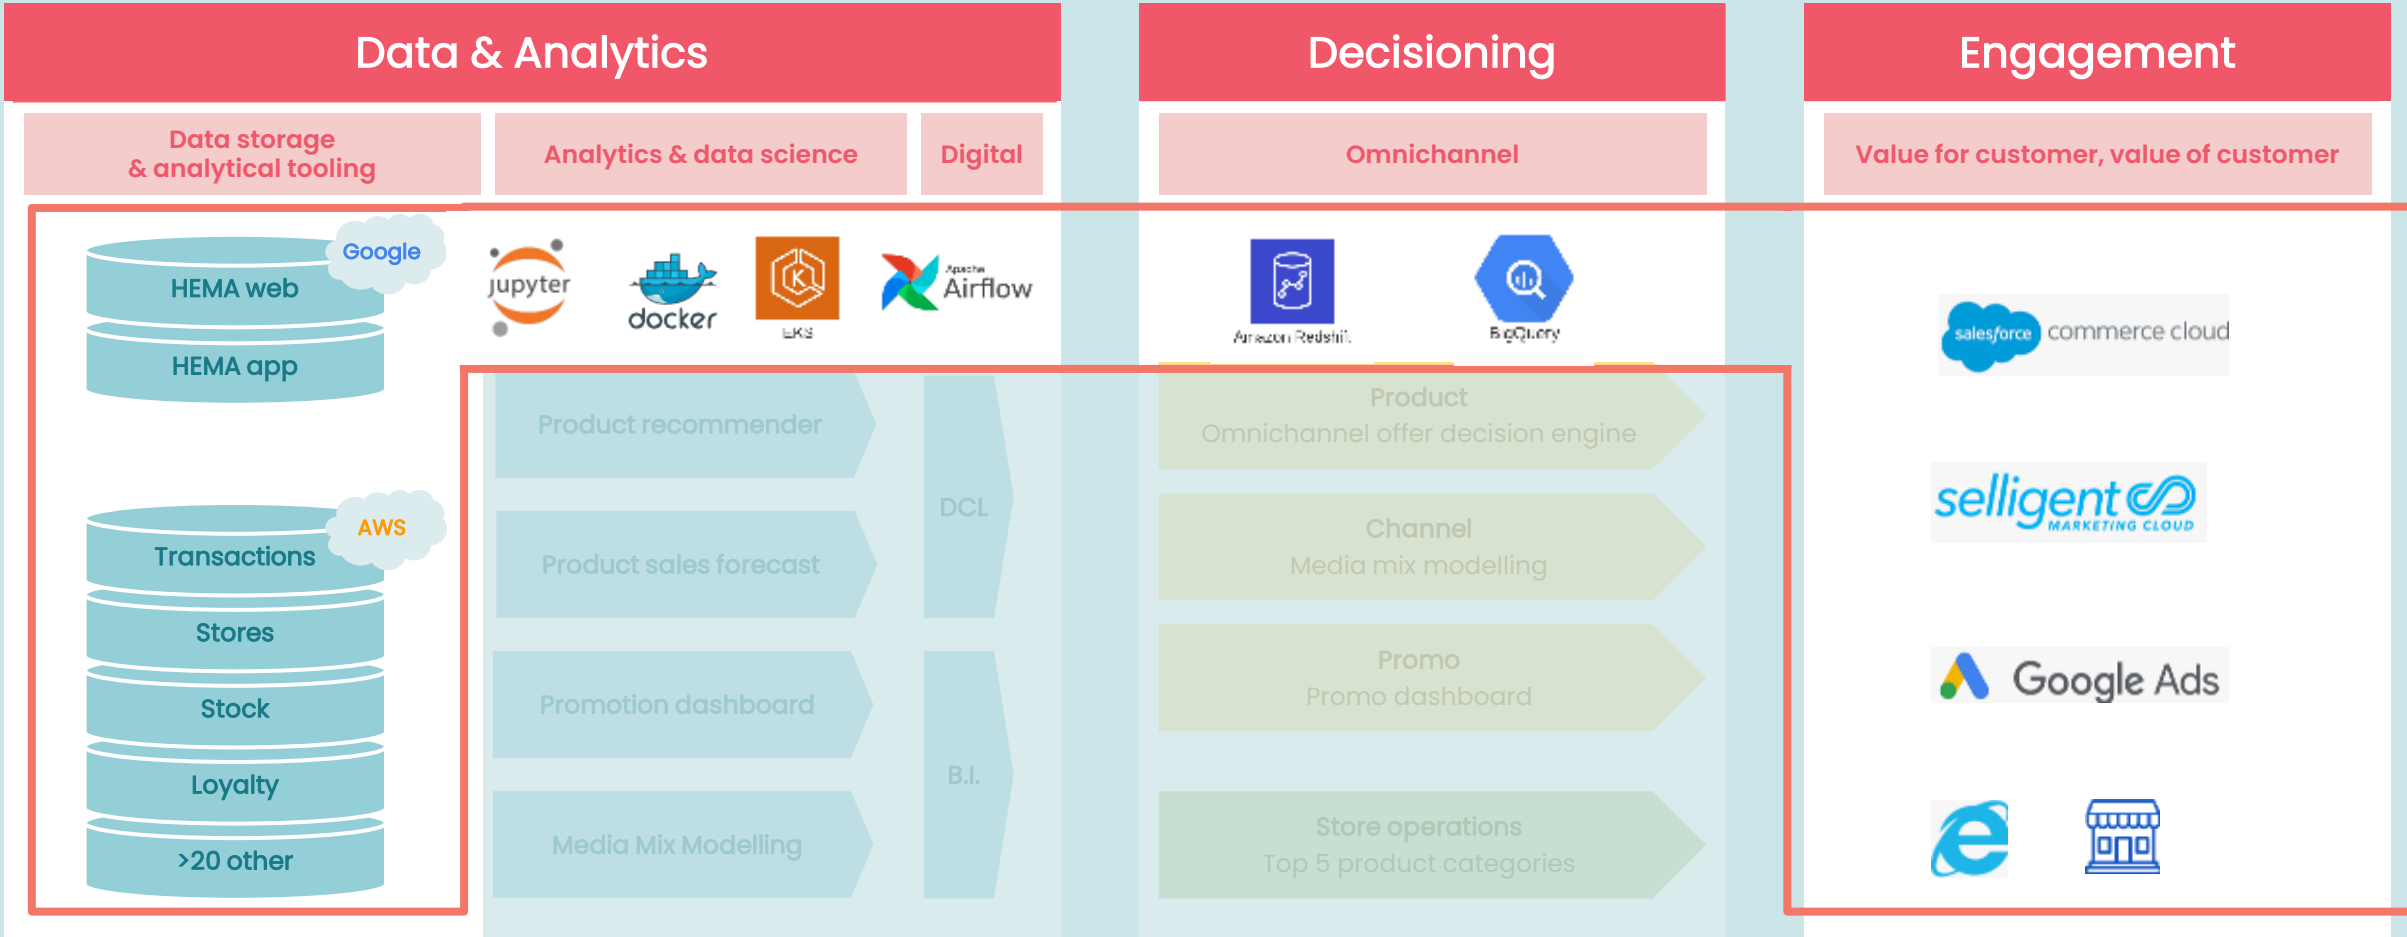 Data & Analytics
Decisioning
Engagement
Data storage
& analytical tooling
Analytics & data science
Digital
Omnichannel
Value for customer, value of customer
Google
HEMA web
HEMA app
AWS
Transactions
Stores
Stock
Loyalty
>20 other
jupyter
docker
EKS
Apache
Airflow
Amazon Redshift
BigQuery
Product recommender
Product sales forecast
Promotion dashboard
Media Mix Modelling
DCL
B.I.
Product
Omnichannel offer decision engine
Channel
Media mix modelling
Promo
Promo dashboard
Store operations
Top 5 product categories
salesforce commerce cloud
selligent
MARKETING CLOUD
Google Ads